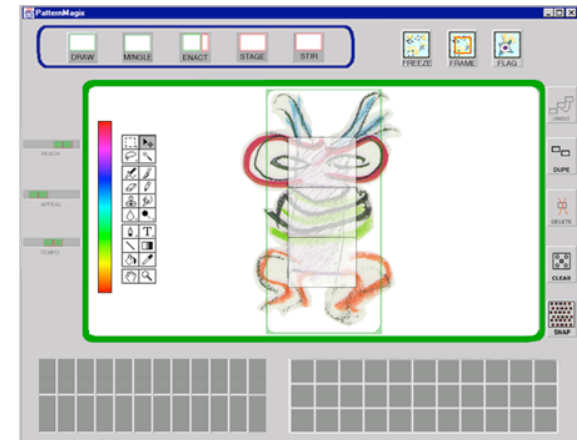 PatternMagix
DRAW MINGLE ENACT STAGE STIR
FREEZE FRAME FLAG
UNDO
REACH
DUPE
APPEAL
DELETE
TEMPO
CLEAR
SNAP
T